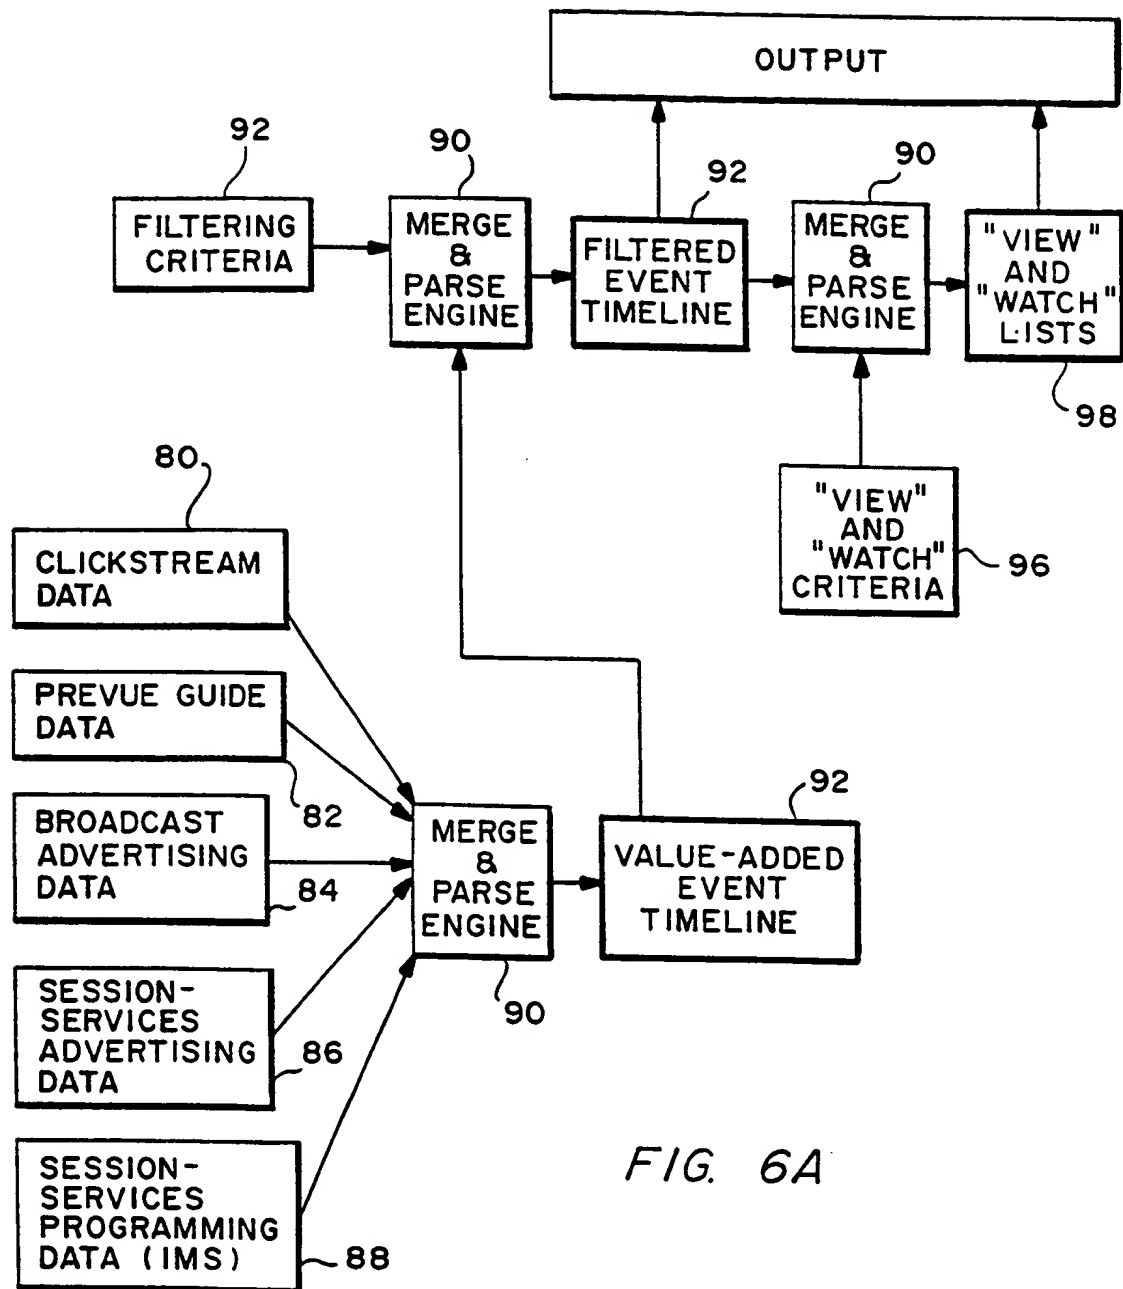 OUTPUT
92
FILTERING
CRITERIA
90
MERGE
&
PARSE
ENGINE
92
FILTERED
EVENT
TIMELINE
90
MERGE
&
PARSE
ENGINE
"VIEW"
AND
"WATCH"
L·ISTS
98
"VIEW"
AND
"WATCH"
CRITERIA
96
80
CLICKSTREAM
DATA
PREVUE GUIDE
DATA
82
BROADCAST
ADVERTISING
DATA
84
SESSION-
SERVICES
ADVERTISING
DATA
86
SESSION-
SERVICES
PROGRAMMING
DATA (IMS)
88
MERGE
&
PARSE
ENGINE
90
92
VALUE-ADDED
EVENT
TIMELINE
FIG. 6A